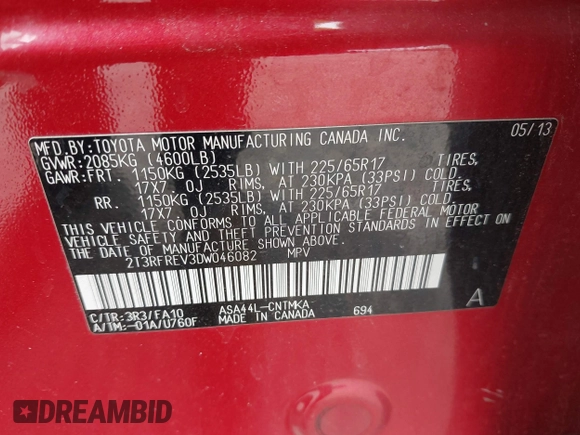 MFD.BY:TOYOTA MOTOR MANUFACTURING CANADA INC. 05/13
GVWR:2085KG (4600LB)
GAWR:FRT. 1150KG (2535LB) WITH 225/65R17 TIRES,
17X7.0J RIMS, AT 230KPA (33PSI) COLD.
RR. 1150KG (2535LB) WITH 225/65R17 TIRES,
17X7.0J RIMS, AT 230KPA (33PSI) COLD.
THIS VEHICLE CONFORMS TO ALL APPLICABLE FEDERAL MOTOR
VEHICLE SAFETY AND THEFT PREVENTION STANDARDS IN EFFECT ON
THE DATE OF MANUFACTURE SHOWN ABOVE.
2T3RFREV3DW046082 MPV
C/TR:3R3/FA10 ASA44L-CNTMKA 694 A
A/TM:-01A/U760F MADE IN CANADA
DREAMBID